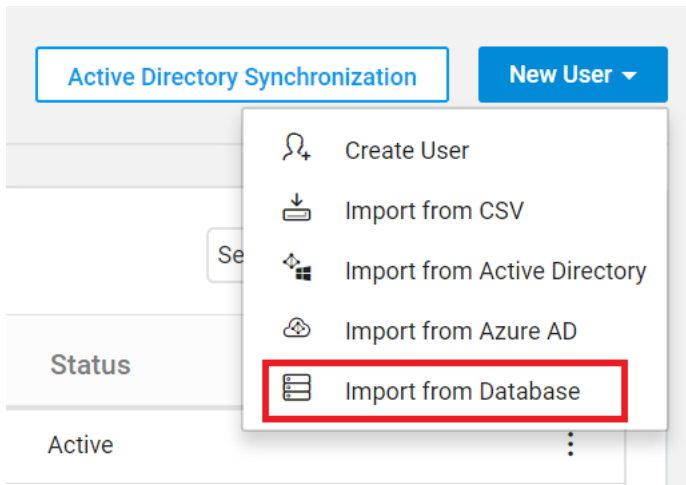 Active Directory Synchronization
New User
Create User
Import from CSV
Se
Import from Active Directory
Import from Azure AD
Status
Import from Database
Active